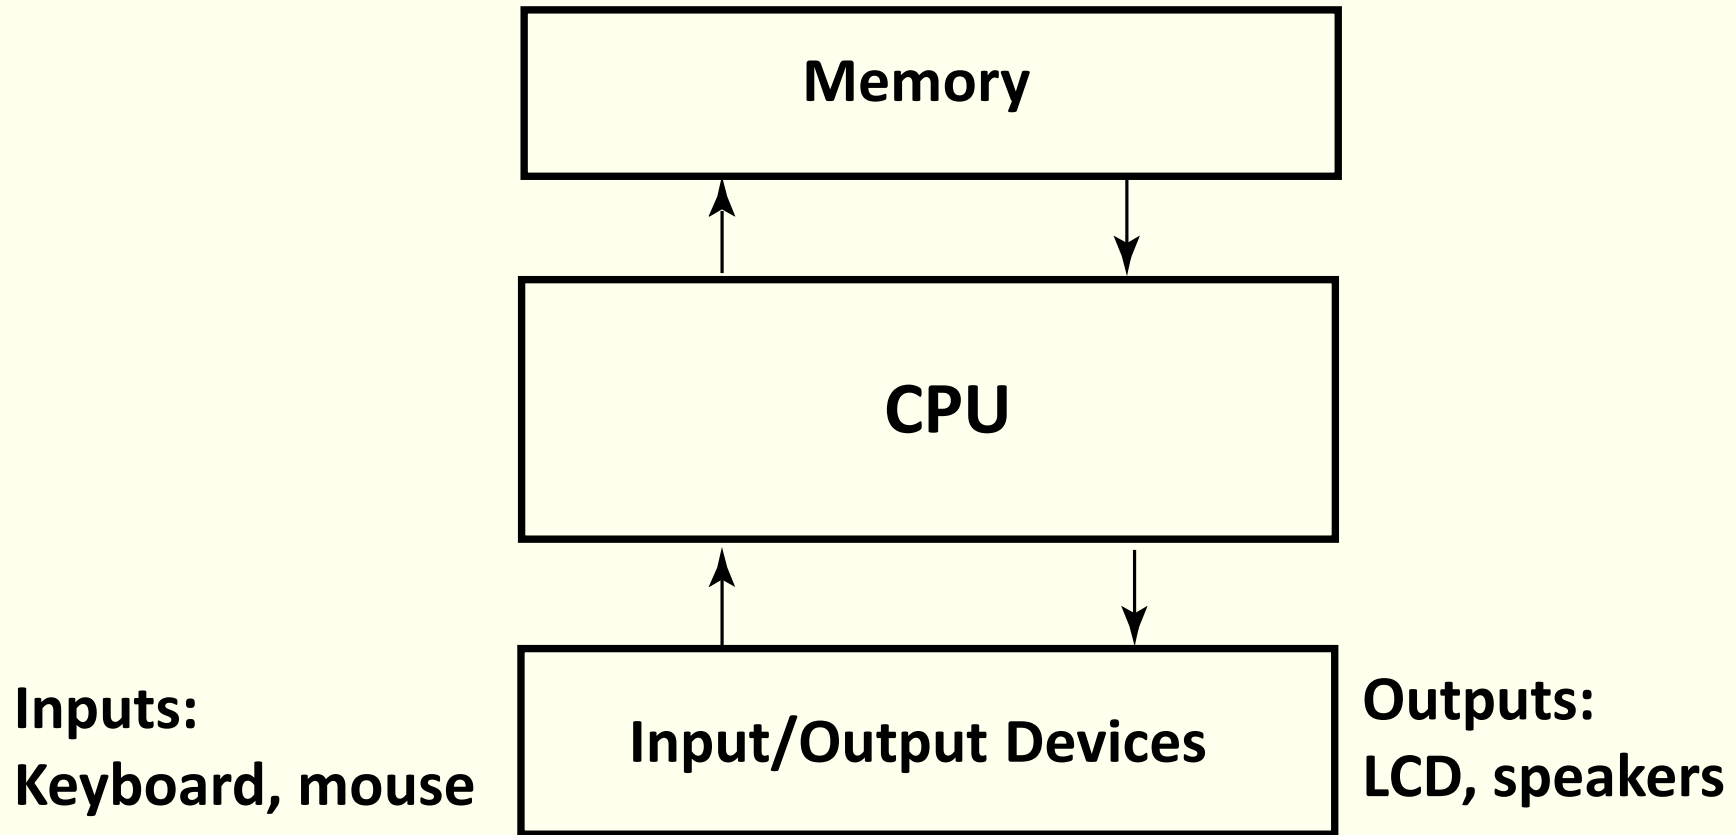 Memory
CPU
Inputs:
Keyboard, mouse
Input/Output Devices
Outputs:
LCD, speakers